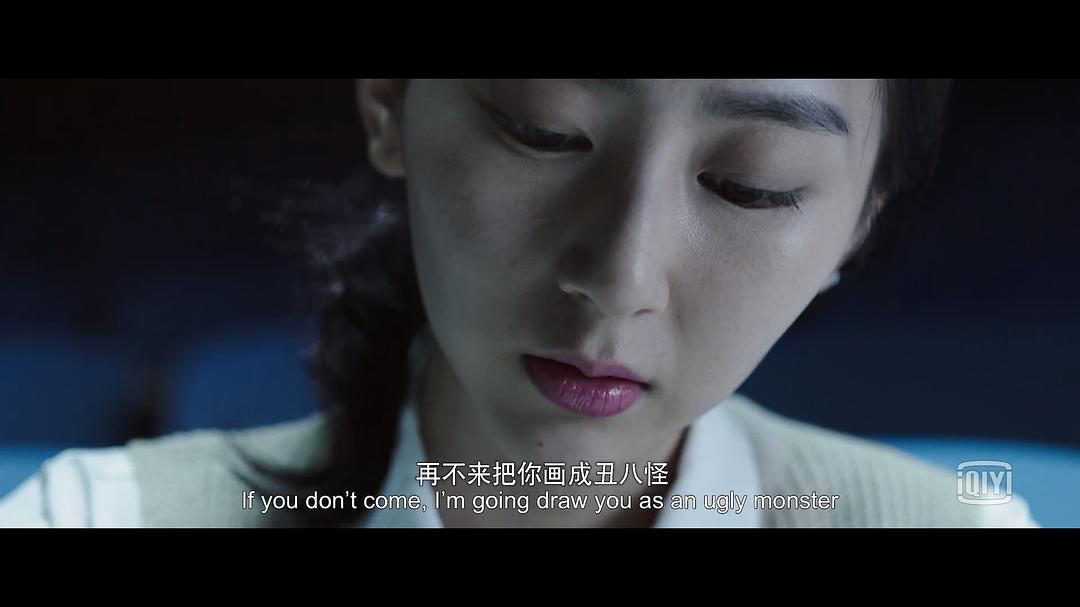 再不来把你画成丑八怪
If you don't come, I'm going draw you as an ugly monster
iQIY